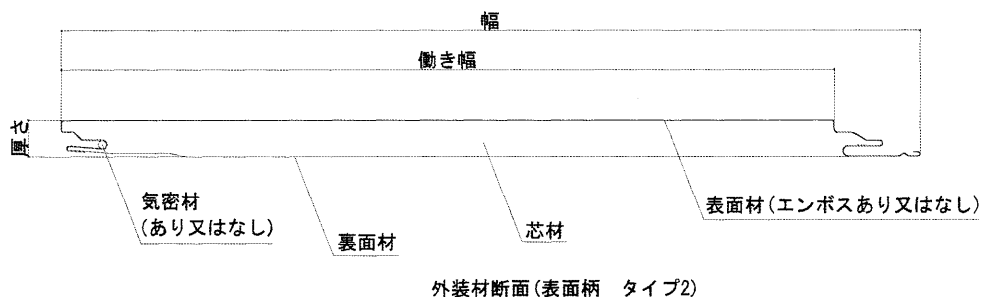 幅
働き幅
厚さ
気密材
(あり又はなし)
裏面材
芯材
表面材(エンボスあり又はなし)
外装材断面(表面柄 タイプ2)